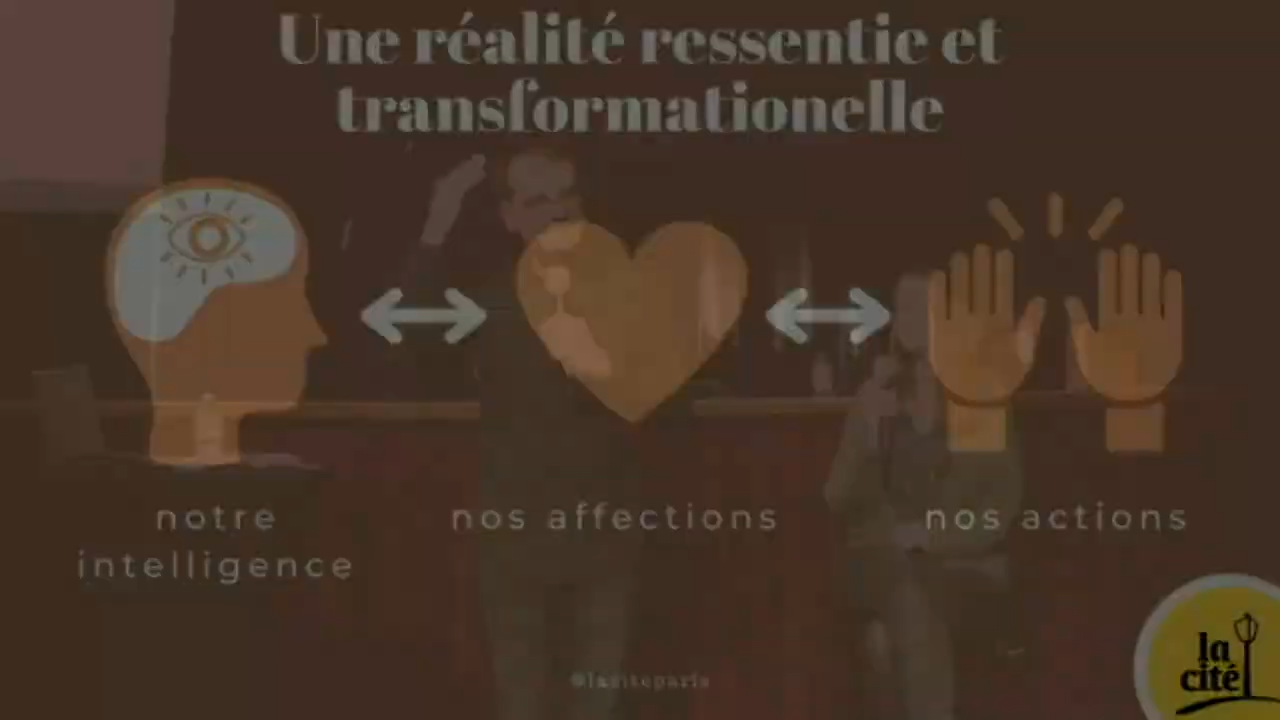 Une réalité ressentie et
transformationelle
notre
intelligence
nos affections
nos actions
@laciteparis
la
cité